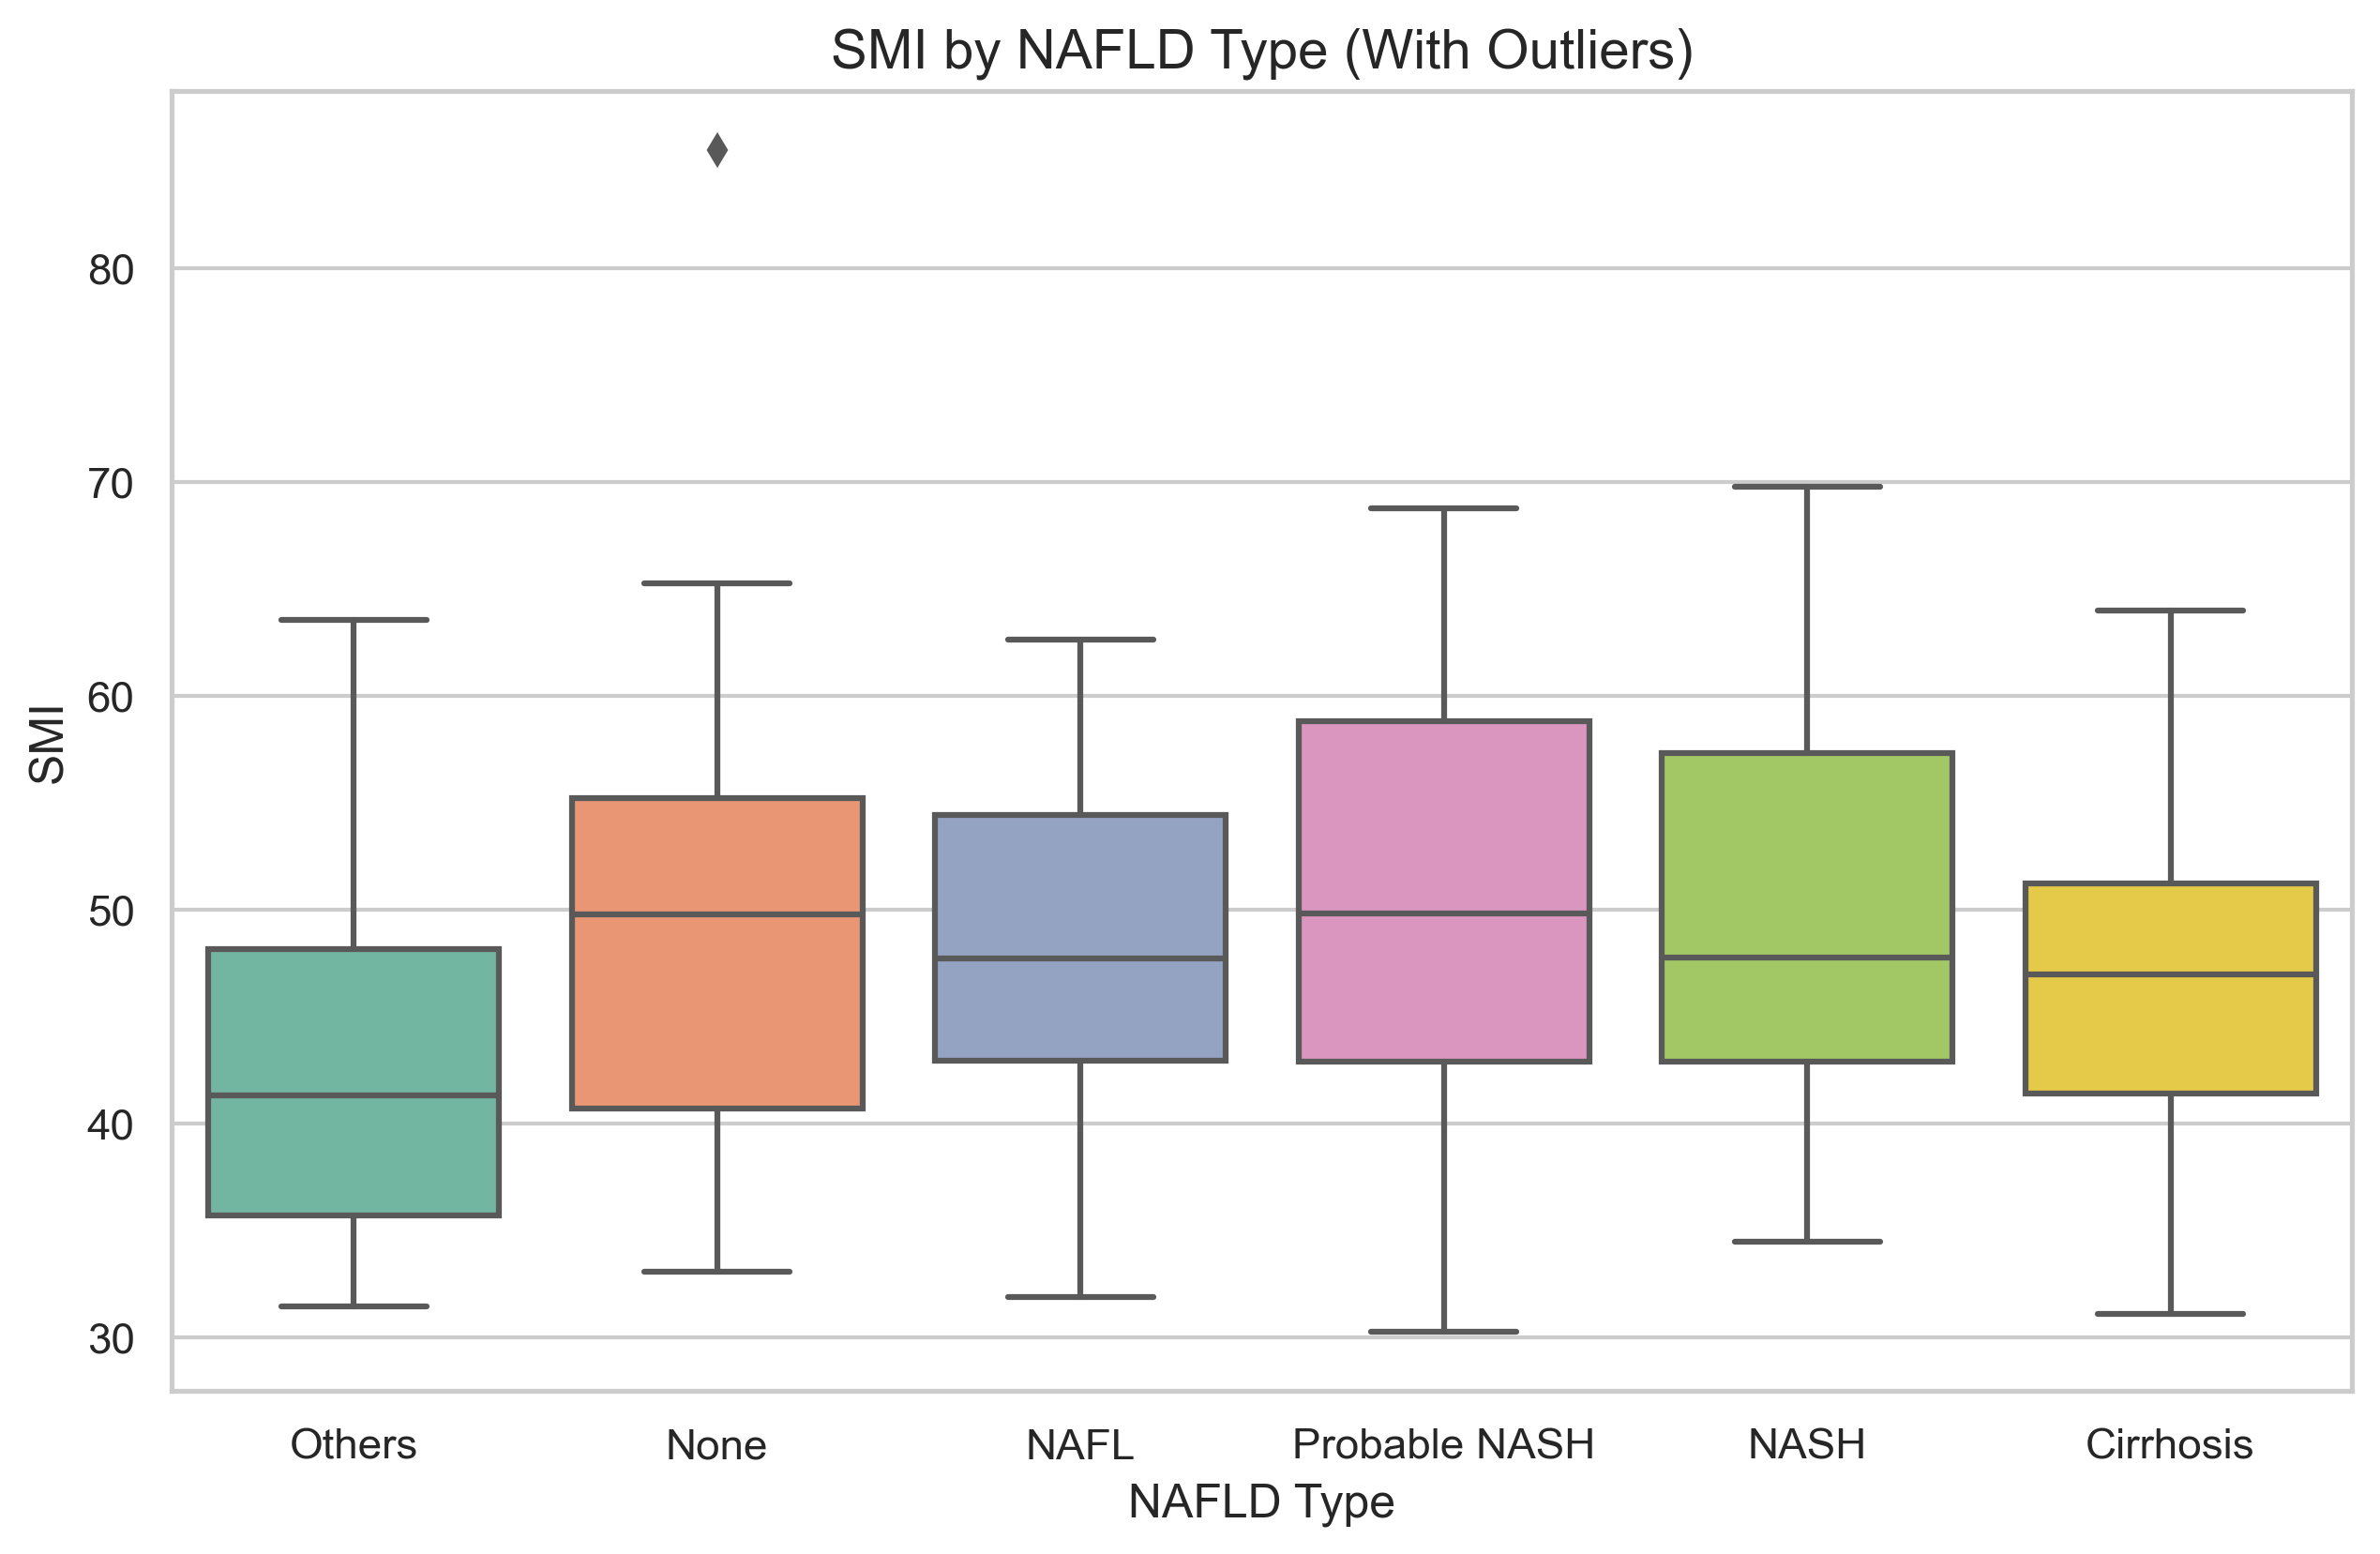 SMI by NAFLD Type (With Outliers)
SMI
80
70
60
50
40
30
Others None NAFL Probable NASH NASH Cirrhosis
NAFLD Type